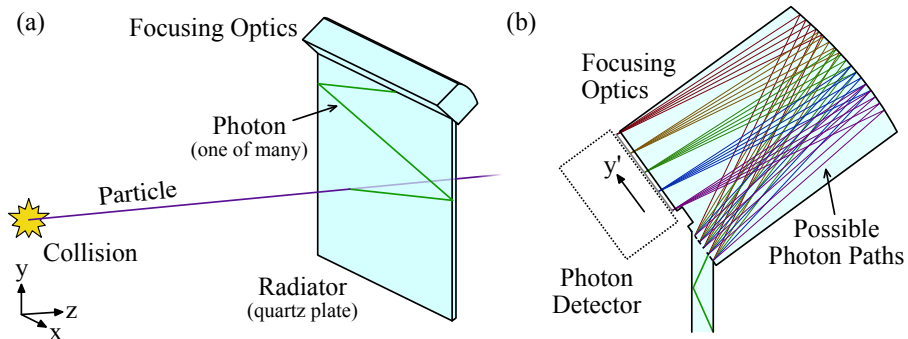 (a)
Focusing Optics
Photon
(one of many)
Particle
Collision
y
z
x
Radiator
(quartz plate)
(b)
Focusing
Optics
y'
Possible
Photon Paths
Photon
Detector